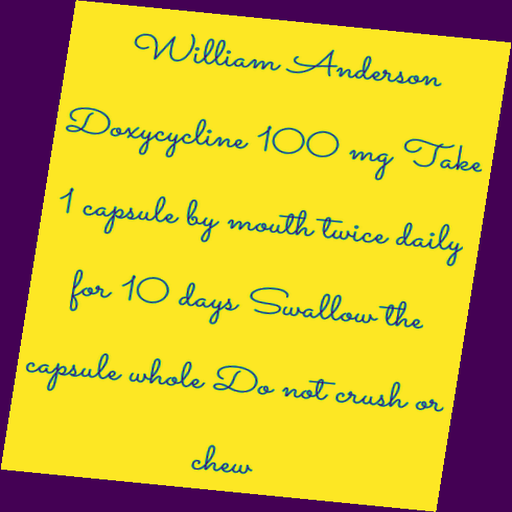 William Anderson
Doxycycline 100 mg Take
1 capsule by mouth twice daily
for 10 days Swallow the
capsule whole Do not crush or
chew